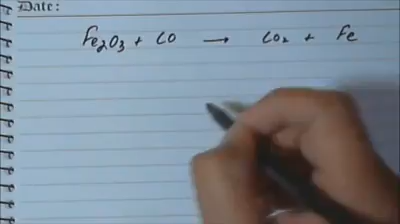 Date:
Fe₂O₃ + CO → CO₂ + Fe